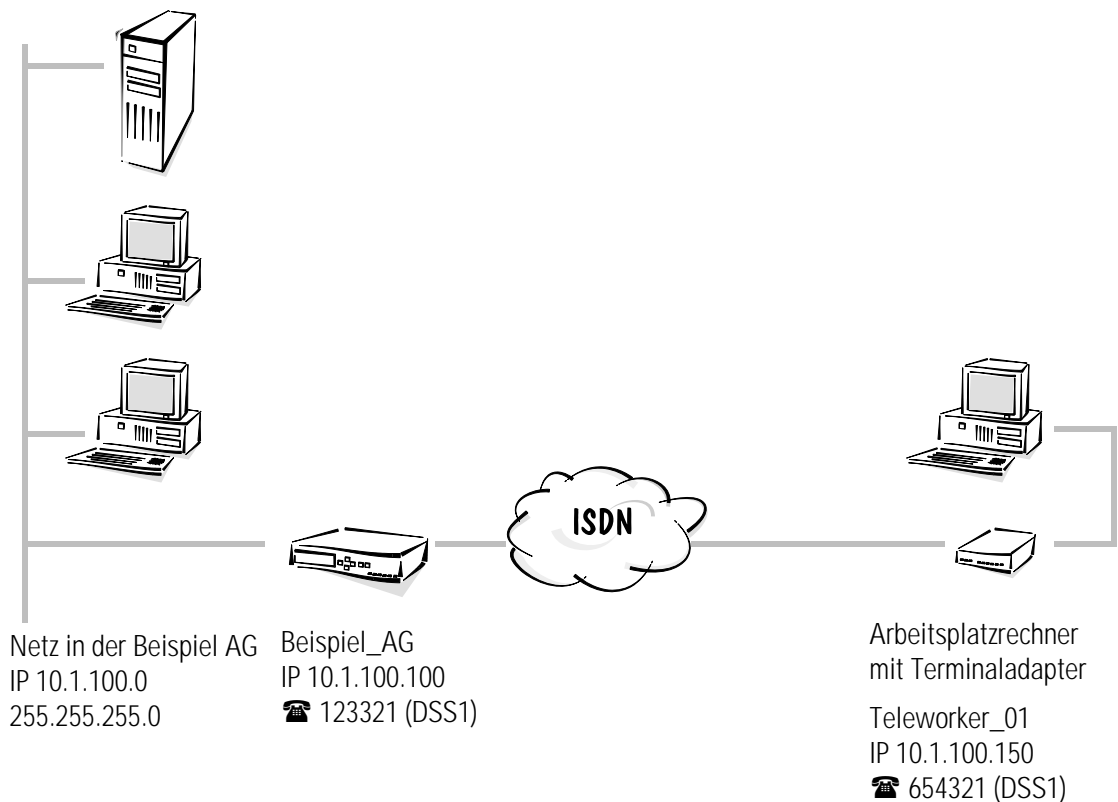 ISDN
Netz in der Beispiel AG
IP 10.1.100.0
255.255.255.0
Beispiel_AG
IP 10.1.100.100
☎ 123321 (DSS1)
Arbeitsplatzrechner
mit Terminaladapter
Teleworker_01
IP 10.1.100.150
☎ 654321 (DSS1)